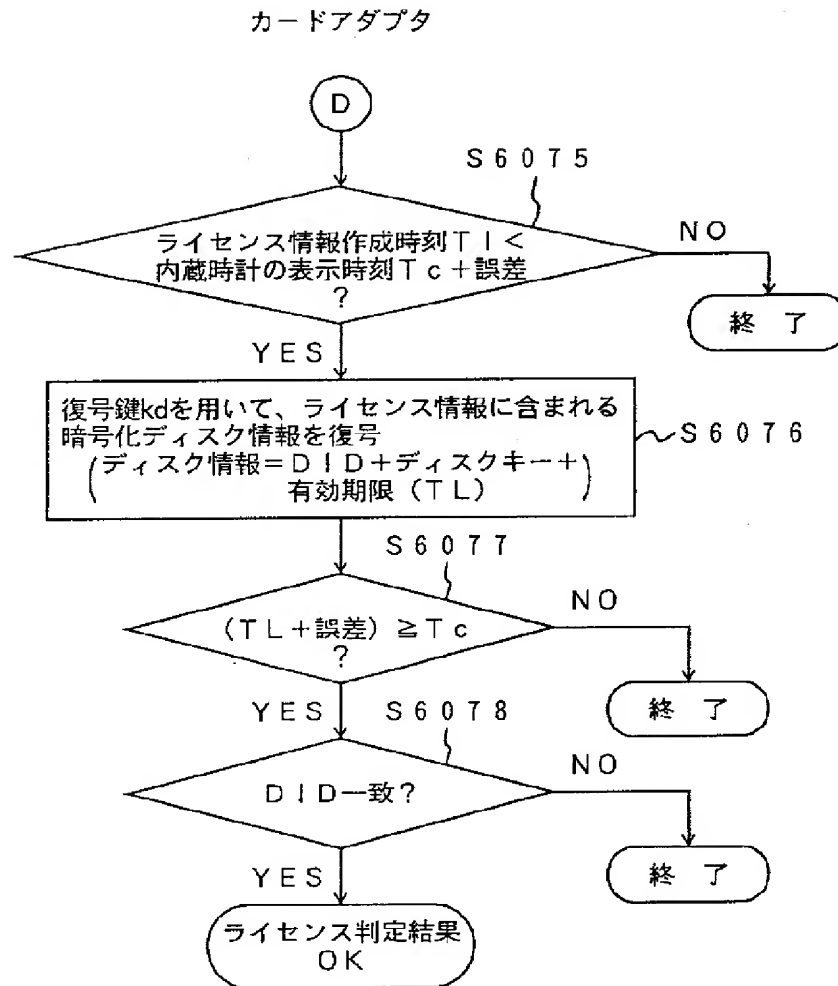 カードアダプタ
D
S6075
ライセンス情報作成時刻Tl<
内蔵時計の表示時刻Tc+誤差
?
NO
終 了
YES
復号鍵kdを用いて、ライセンス情報に含まれる
暗号化ディスク情報を復号
(ディスク情報=DID+ディスクキー+
有効期限(TL))
S6076
S6077
(TL+誤差)≧Tc
?
NO
終 了
YES
S6078
DID一致?
NO
終 了
YES
ライセンス判定結果
OK